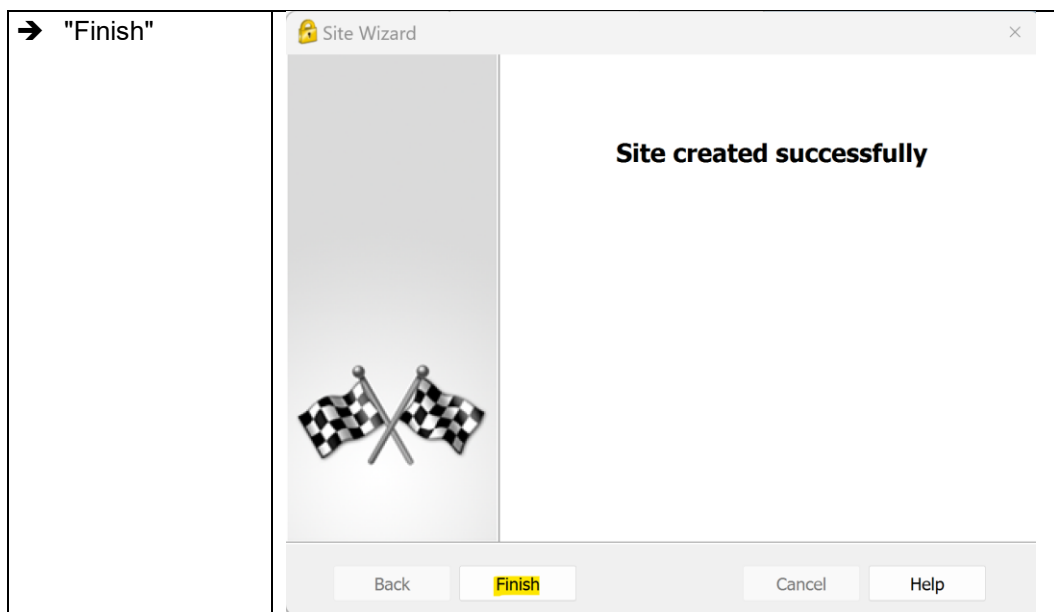 ➔ "Finish"
Site Wizard
Site created successfully
Back Finish Cancel Help